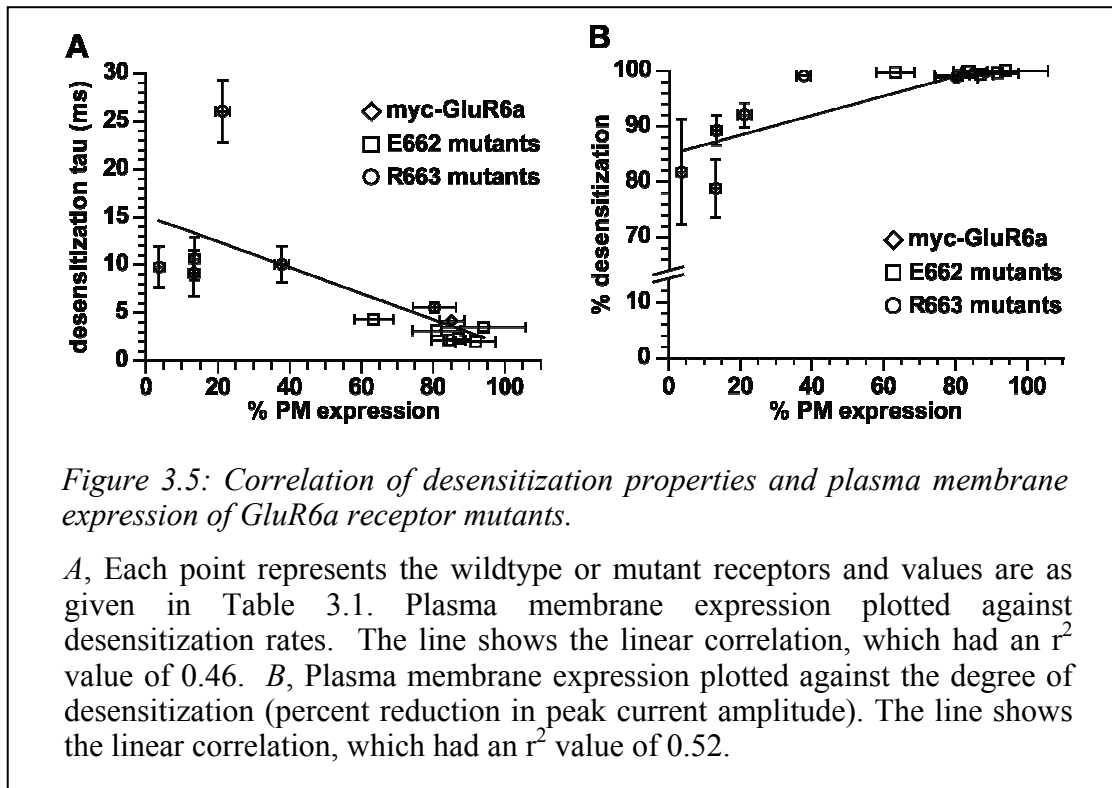 A
30
25
20
15
10
5
0
desensitization tau (ms)
myc-GluR6a
E662 mutants
R663 mutants
0 20 40 60 80 100
% PM expression
B
100
90
80
70
10
0
% desensitization
myc-GluR6a
E662 mutants
R663 mutants
0 20 40 60 80 100
% PM expression
Figure 3.5: Correlation of desensitization properties and plasma membrane
expression of GluR6a receptor mutants.
A, Each point represents the wildtype or mutant receptors and values are as
given in Table 3.1. Plasma membrane expression plotted against
desensitization rates. The line shows the linear correlation, which had an r²
value of 0.46. B, Plasma membrane expression plotted against the degree of
desensitization (percent reduction in peak current amplitude). The line shows
the linear correlation, which had an r² value of 0.52.